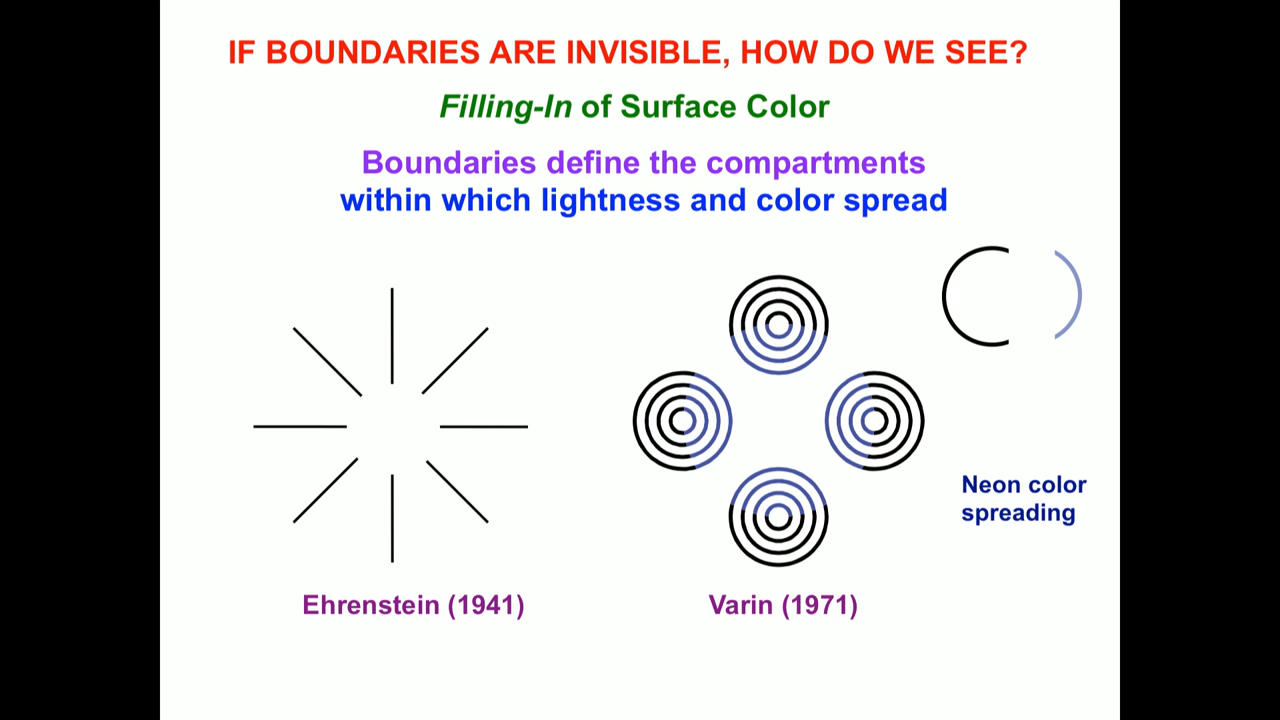 IF BOUNDARIES ARE INVISIBLE, HOW DO WE SEE?
Filling-In of Surface Color
Boundaries define the compartments
within which lightness and color spread
Neon color
spreading
Ehrenstein (1941)
Varin (1971)